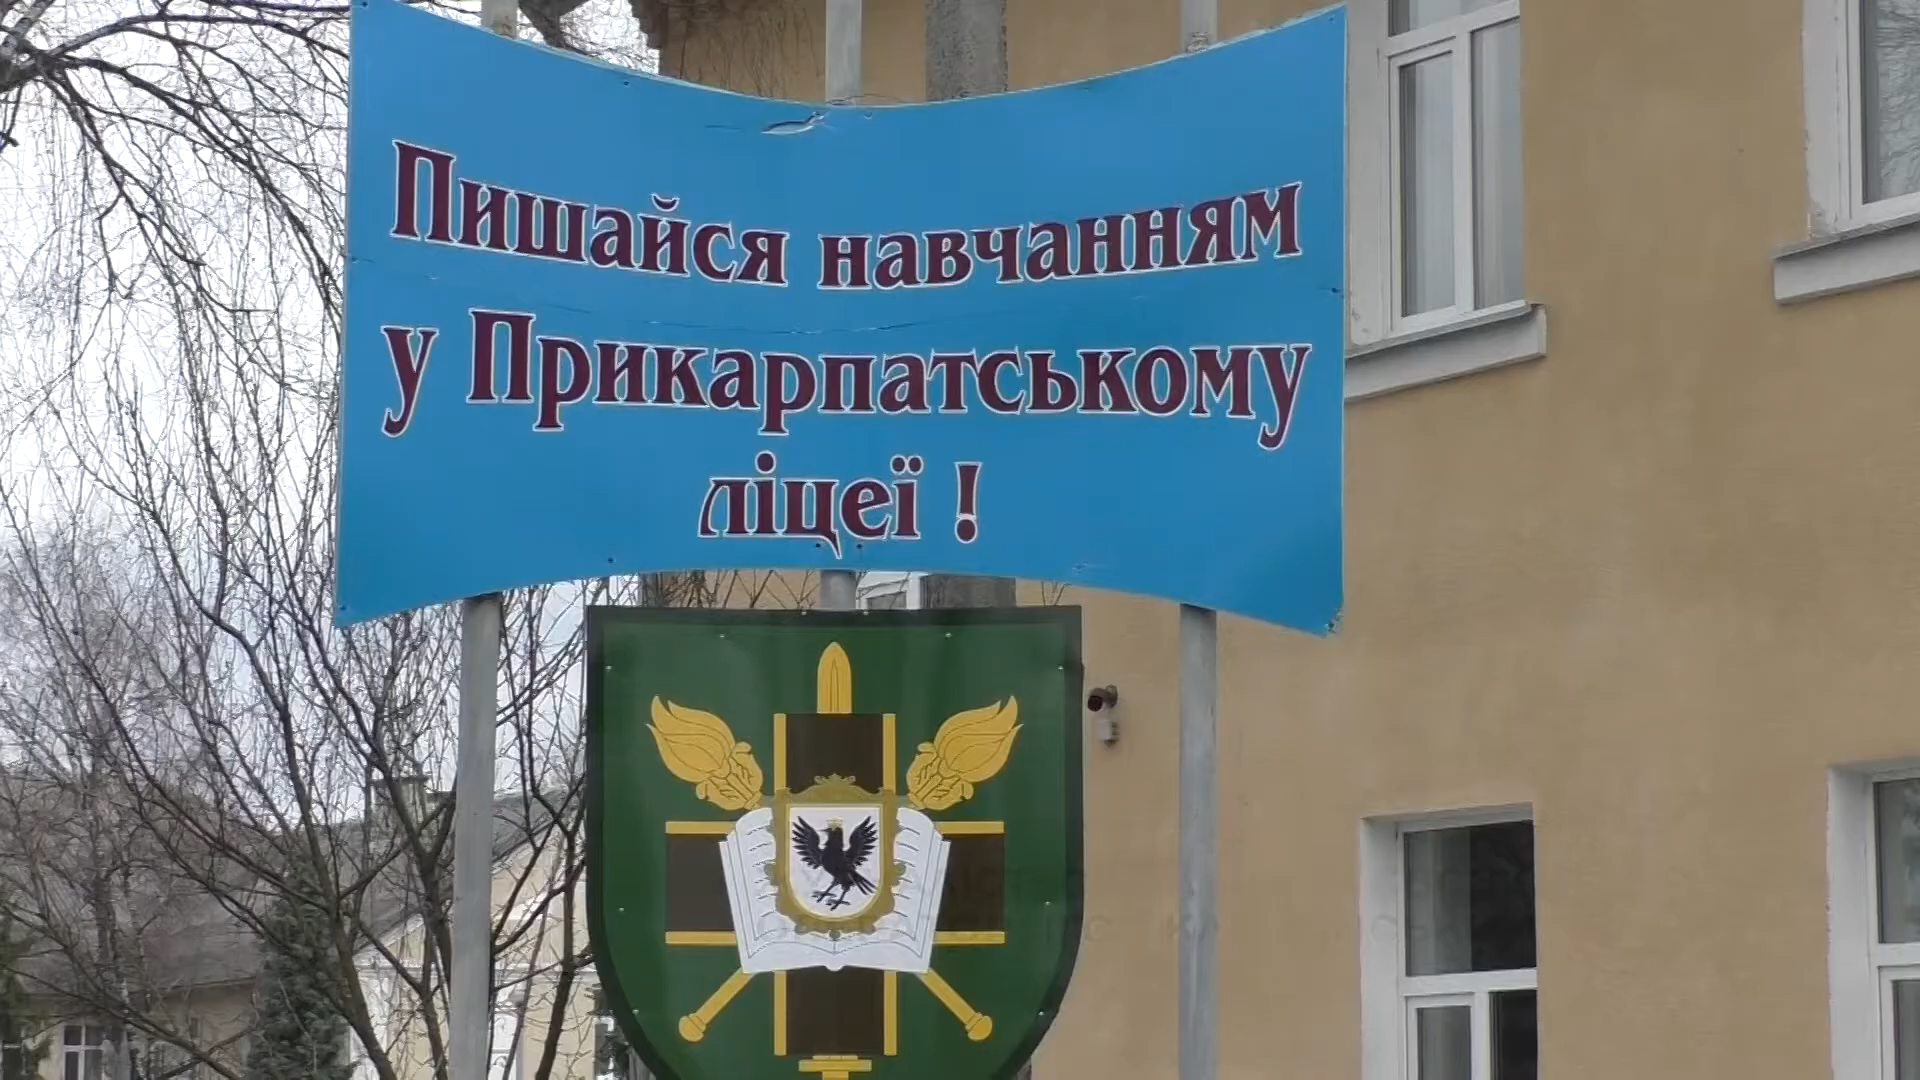 Пишайся навчанням
у Прикарпатському
ліцеї !